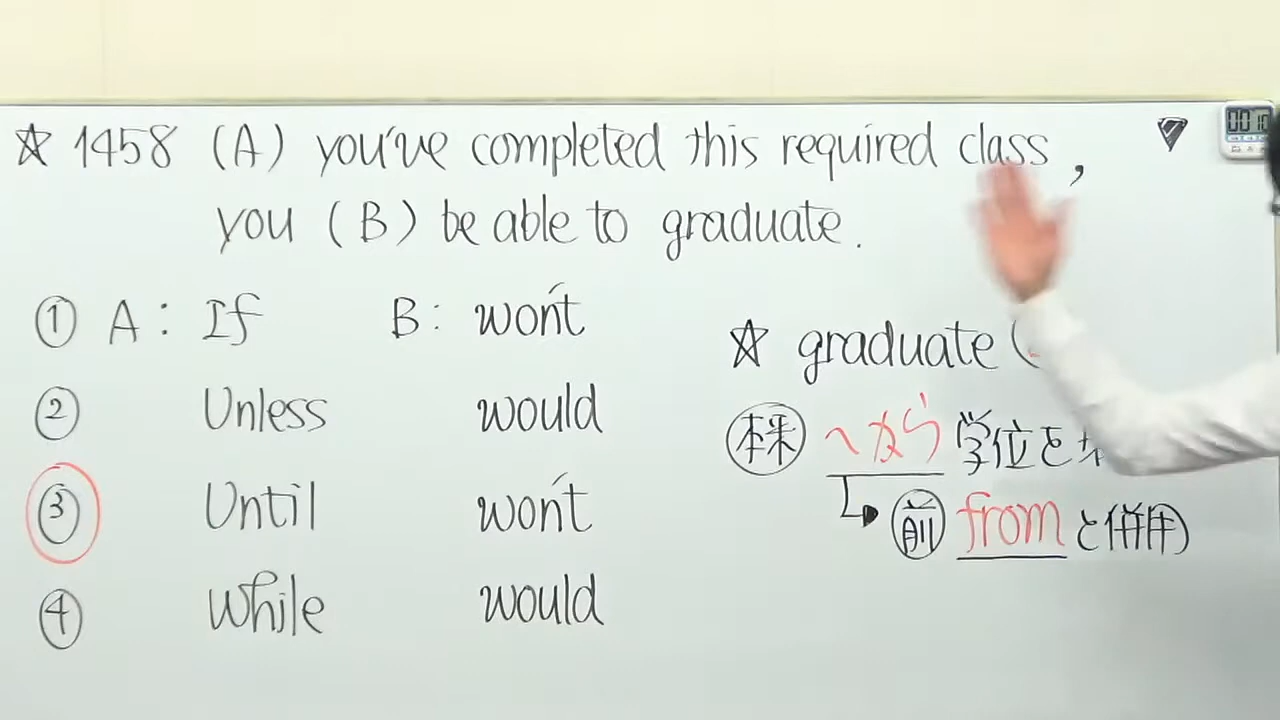 ☆ 1458 (A) you've completed this required class,
you (B) be able to graduate.
① A: If B: won't
② Unless would
③ Until won't
④ While would
☆ graduate (
本来 〜から 学位を
前 from と併用)